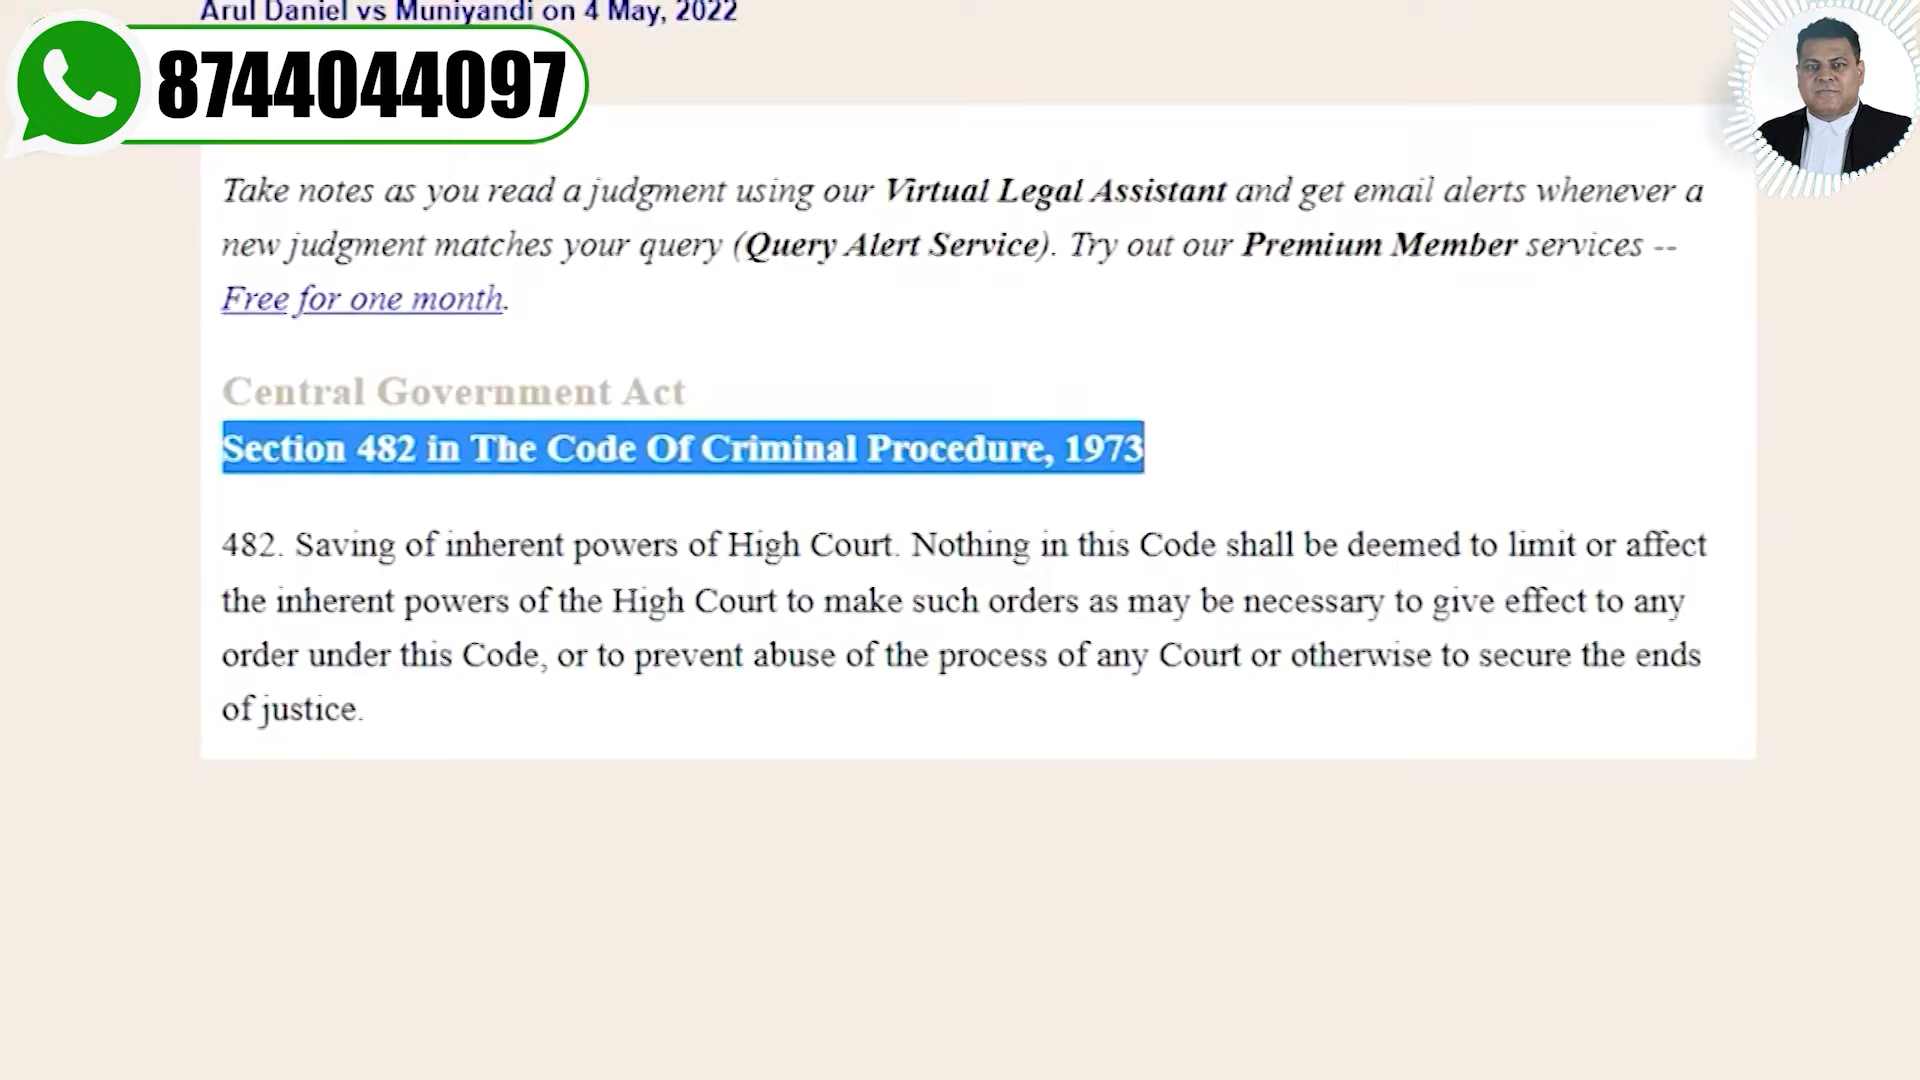 Arul Daniel vs Muniyandi on 4 May, 2022
8744044097
Take notes as you read a judgment using our Virtual Legal Assistant and get email alerts whenever a
new judgment matches your query (Query Alert Service). Try out our Premium Member services --
Free for one month.
Central Government Act
Section 482 in The Code Of Criminal Procedure, 1973
482. Saving of inherent powers of High Court. Nothing in this Code shall be deemed to limit or affect
the inherent powers of the High Court to make such orders as may be necessary to give effect to any
order under this Code, or to prevent abuse of the process of any Court or otherwise to secure the ends
of justice.